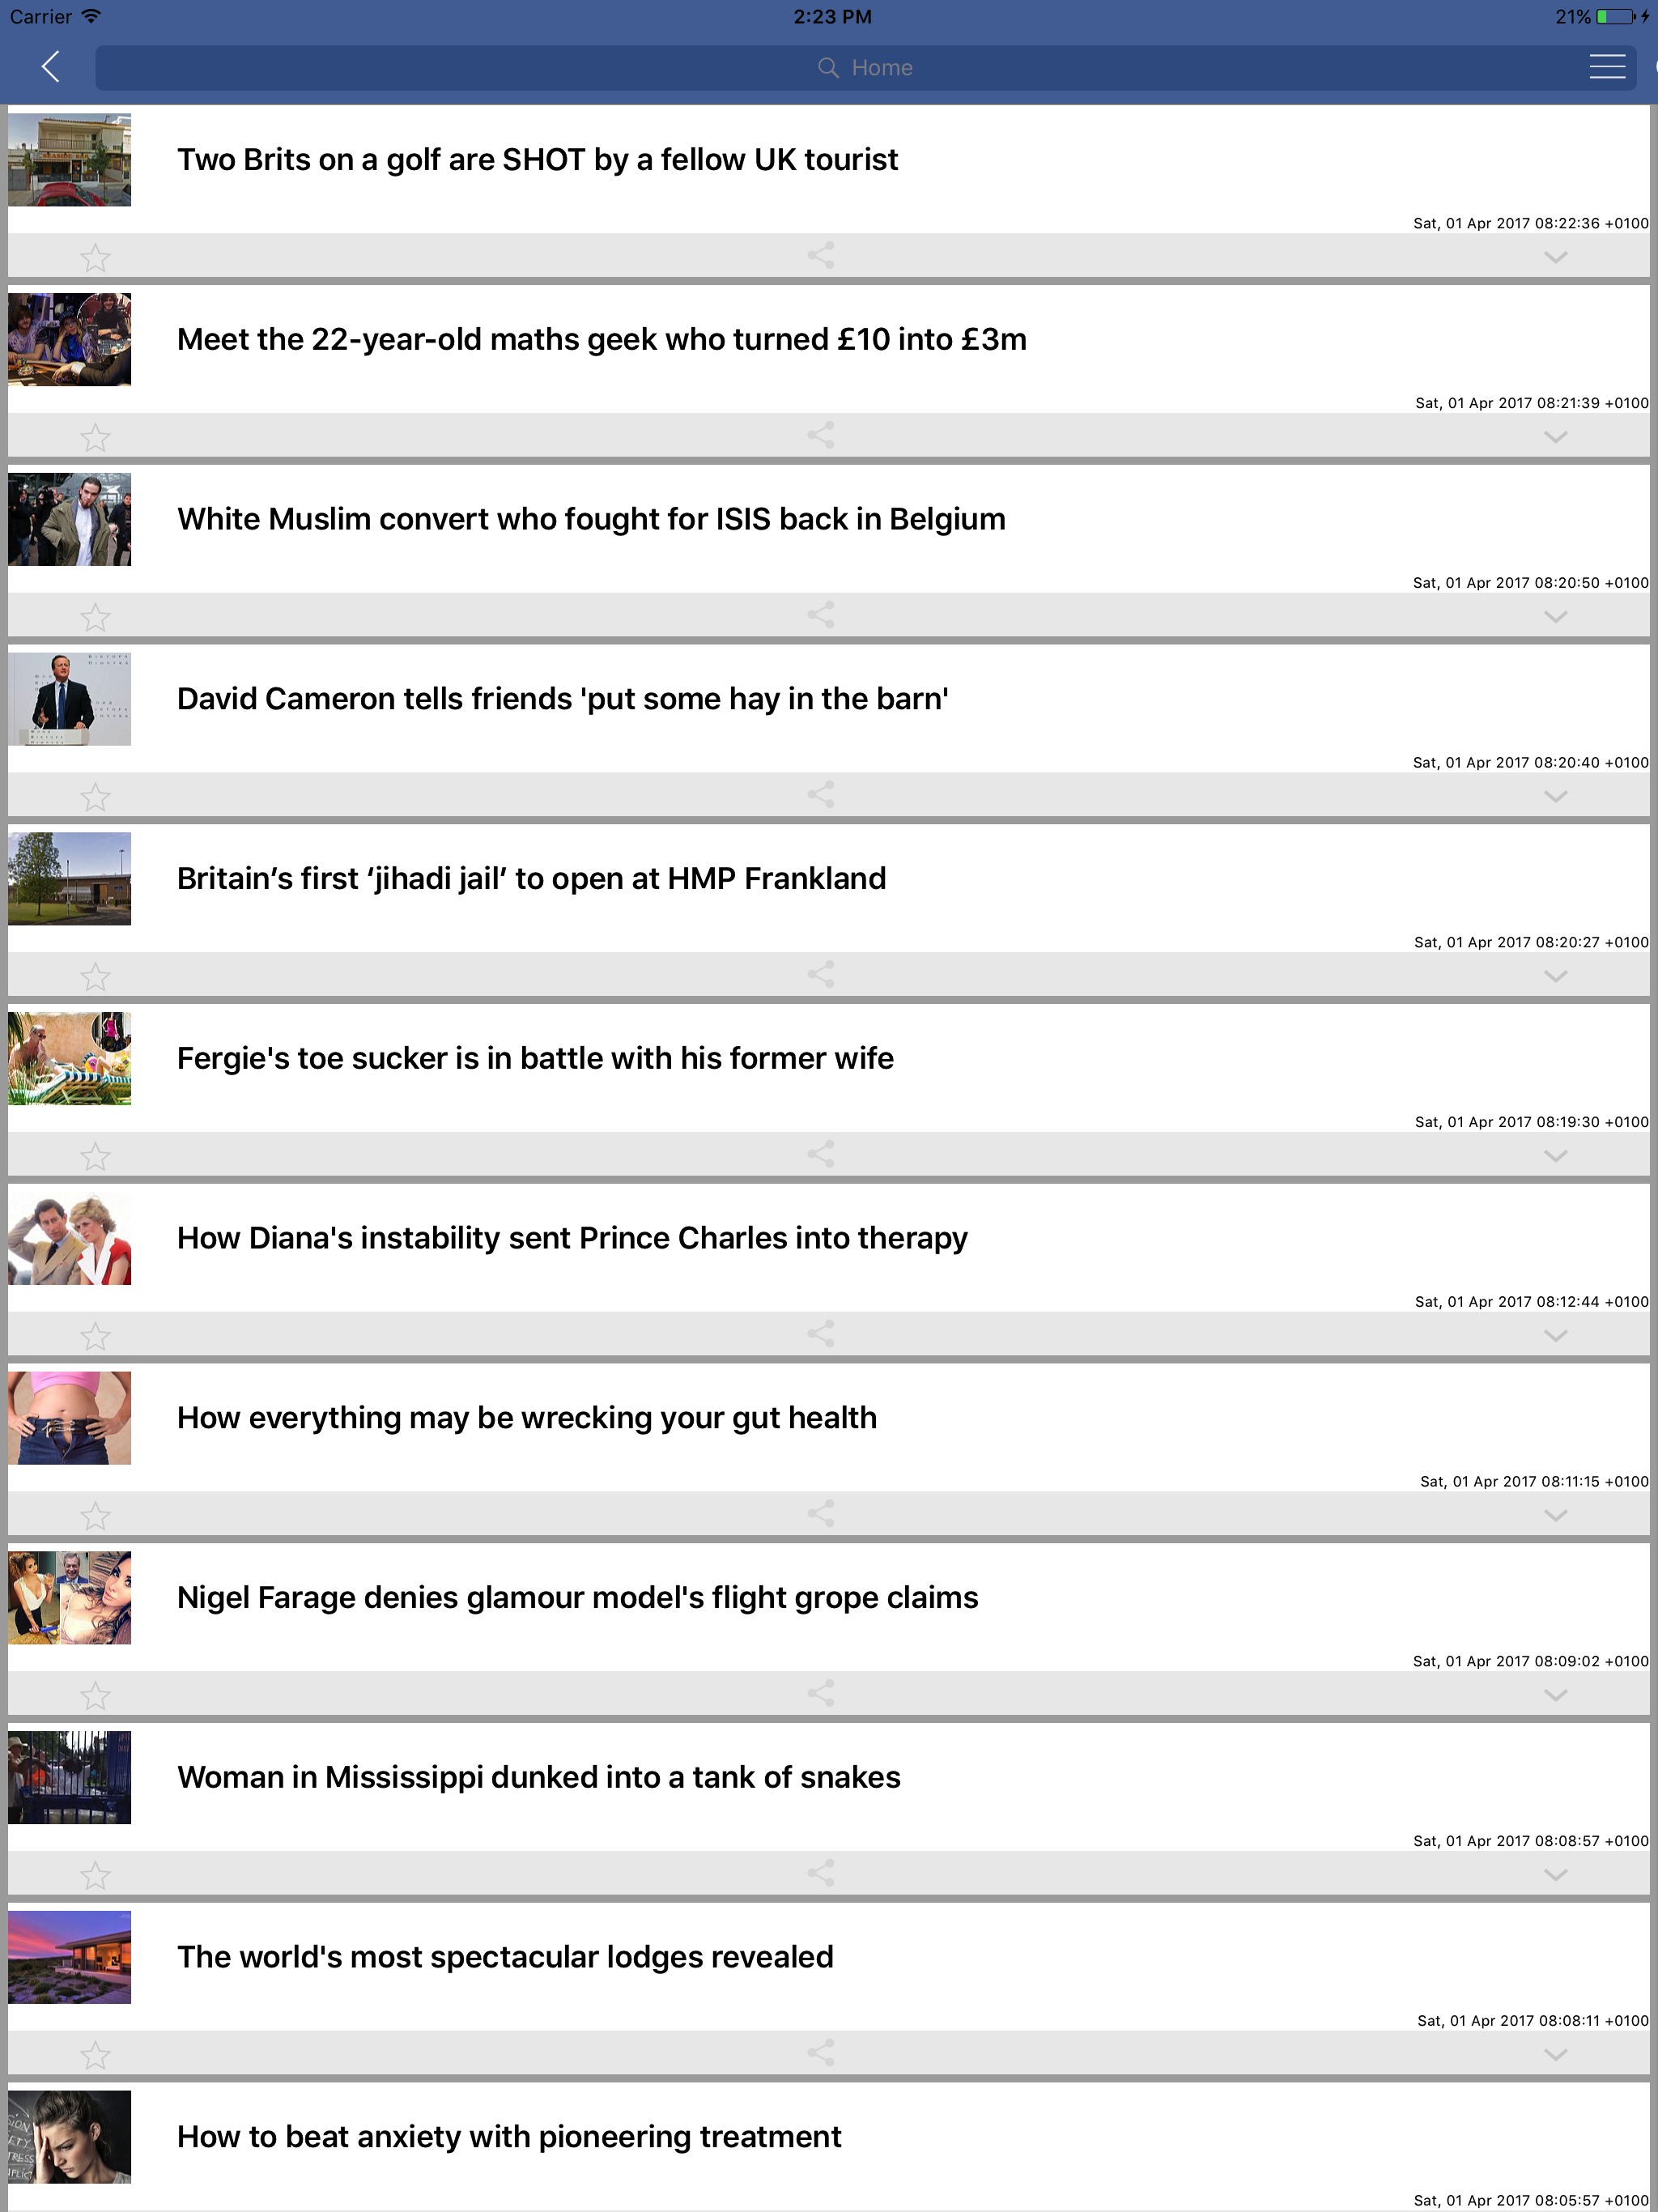 Carrier
2:23 PM
21%
Home
Two Brits on a golf are SHOT by a fellow UK tourist
Sat, 01 Apr 2017 08:22:36 +0100
Meet the 22-year-old maths geek who turned £10 into £3m
Sat, 01 Apr 2017 08:21:39 +0100
White Muslim convert who fought for ISIS back in Belgium
Sat, 01 Apr 2017 08:20:50 +0100
David Cameron tells friends 'put some hay in the barn'
Sat, 01 Apr 2017 08:20:40 +0100
Britain’s first ‘jihadi jail’ to open at HMP Frankland
Sat, 01 Apr 2017 08:20:27 +0100
Fergie's toe sucker is in battle with his former wife
Sat, 01 Apr 2017 08:19:30 +0100
How Diana's instability sent Prince Charles into therapy
Sat, 01 Apr 2017 08:12:44 +0100
How everything may be wrecking your gut health
Sat, 01 Apr 2017 08:11:15 +0100
Nigel Farage denies glamour model's flight grope claims
Sat, 01 Apr 2017 08:09:02 +0100
Woman in Mississippi dunked into a tank of snakes
Sat, 01 Apr 2017 08:08:57 +0100
The world's most spectacular lodges revealed
Sat, 01 Apr 2017 08:08:11 +0100
How to beat anxiety with pioneering treatment
Sat, 01 Apr 2017 08:05:57 +0100